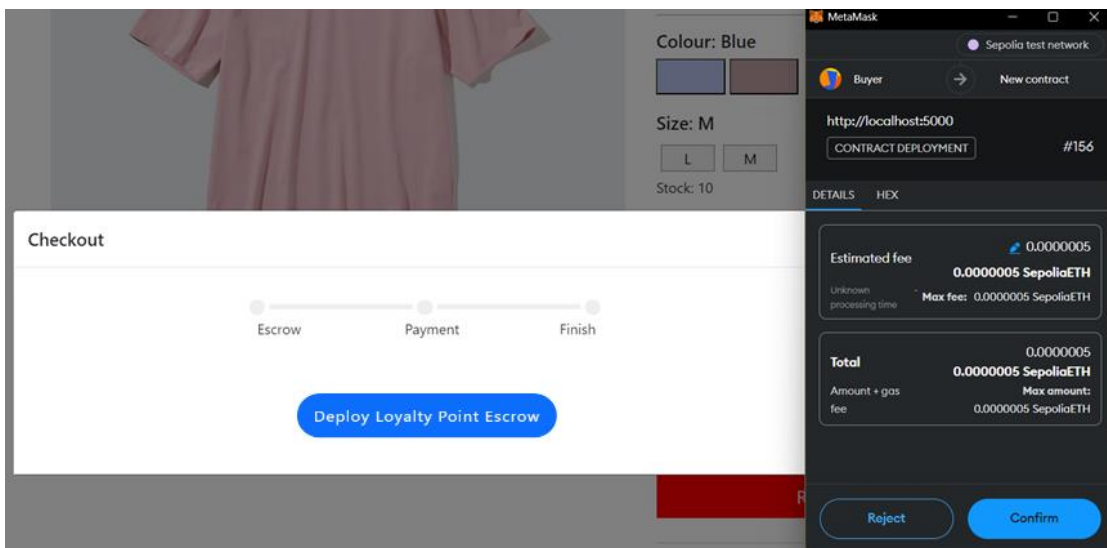 Colour: Blue
Size: M
L M
Stock: 10
Checkout
Escrow Payment Finish
Deploy Loyalty Point Escrow
R
MetaMask
Sepolia test network
Buyer New contract
http://localhost:5000
CONTRACT DEPLOYMENT #156
DETAILS HEX
Estimated fee 0.0000005
0.0000005 SepoliaETH
Unknown processing time Max fee: 0.0000005 SepoliaETH
Total 0.0000005
0.0000005 SepoliaETH
Amount + gas Max amount:
fee 0.0000005 SepoliaETH
Reject Confirm